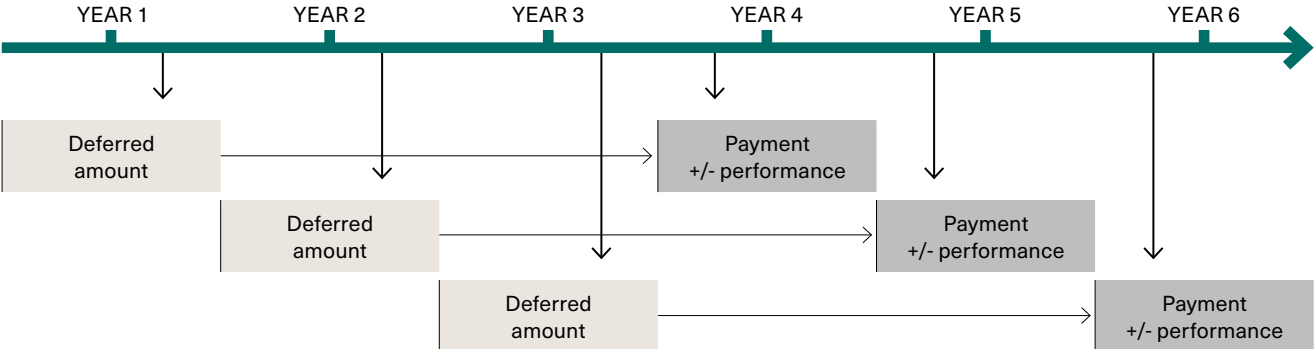 YEAR 1 YEAR 2 YEAR 3 YEAR 4 YEAR 5 YEAR 6
Deferred
amount
Payment
+/- performance
Deferred
amount
Payment
+/- performance
Deferred
amount
Payment
+/- performance